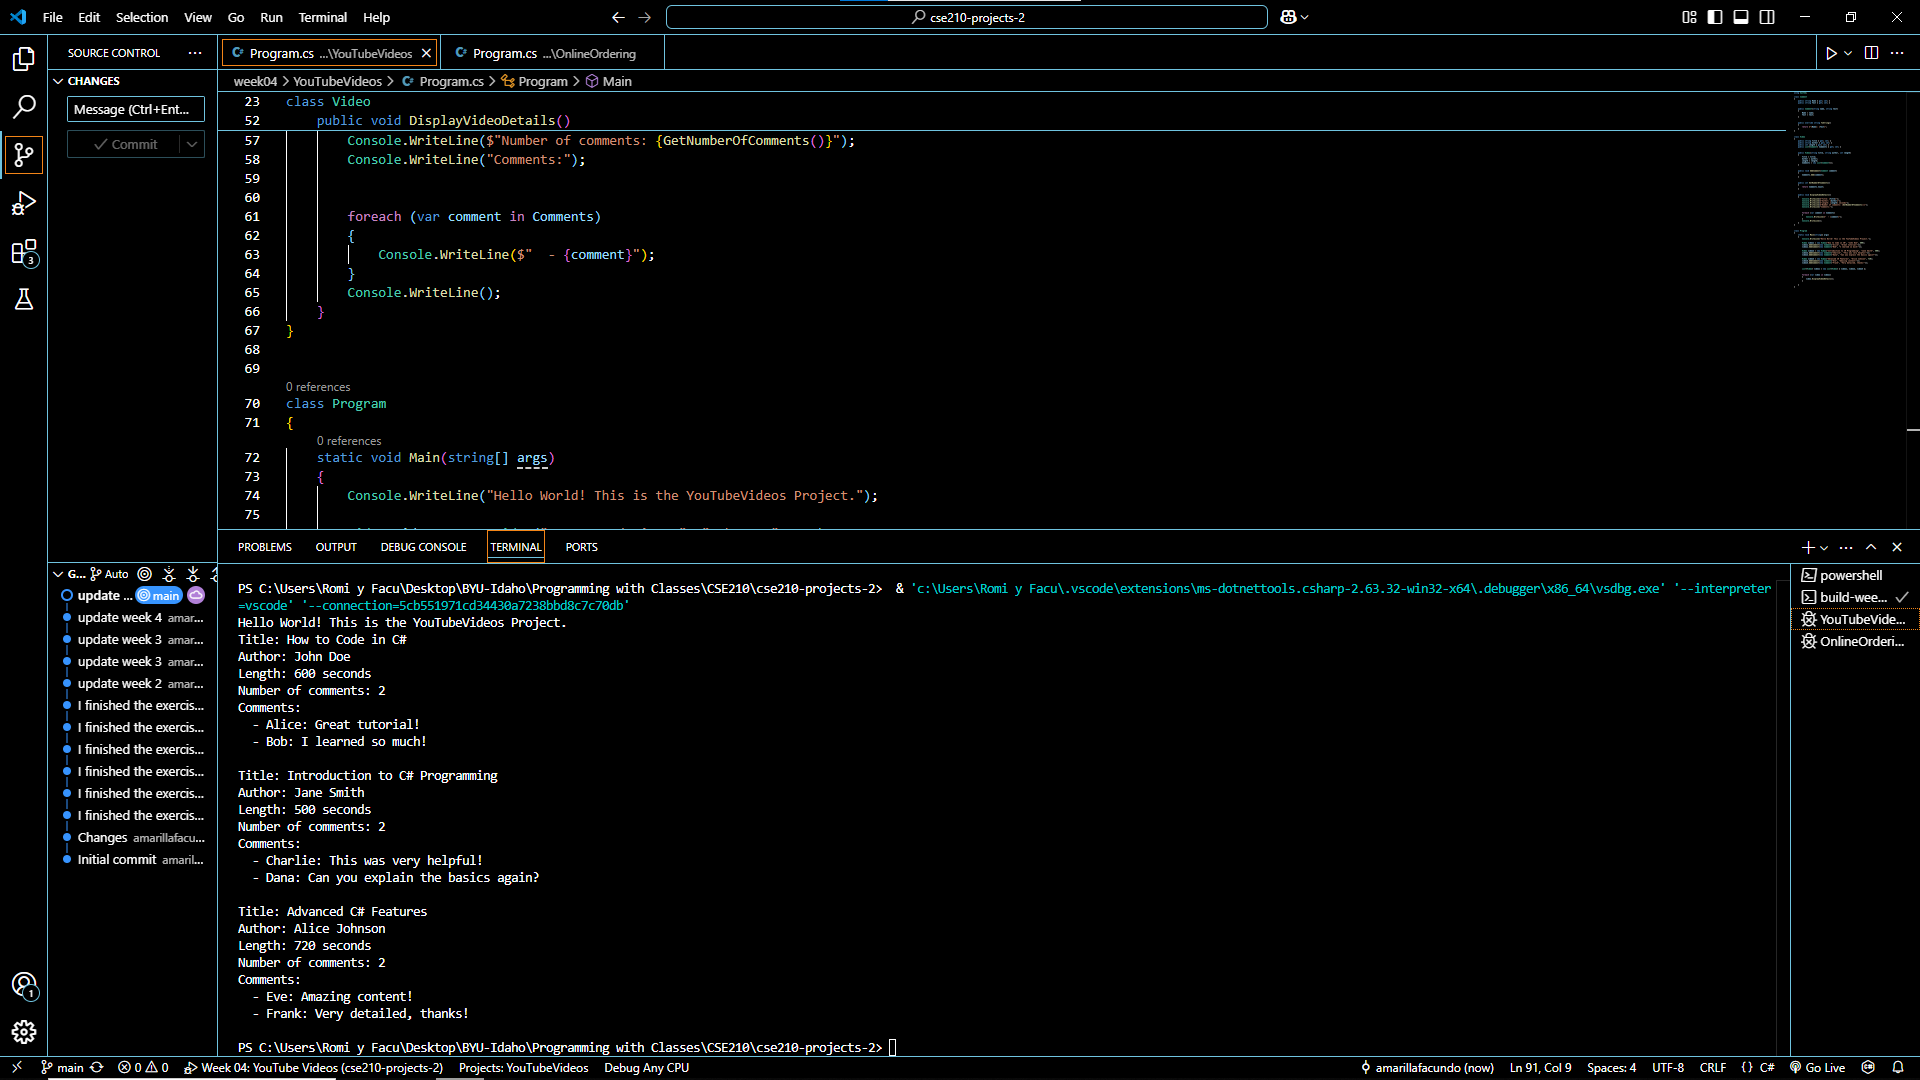 File Edit Selection View Go Run Terminal Help
cse210-projects-2
SOURCE CONTROL
CHANGES
Message (Ctrl+Ent...
Commit
3
1
Program.cs ...\YouTubeVideos
Program.cs ...\OnlineOrdering
week04 > YouTubeVideos > Program.cs > Program > Main
23 class Video
52 public void DisplayVideoDetails()
57 Console.WriteLine($"Number of comments: {GetNumberOfComments()}");
58 Console.WriteLine("Comments:");
59
60
61 foreach (var comment in Comments)
62 {
63 Console.WriteLine($"  - {comment}");
64 }
65 Console.WriteLine();
66 }
67 }
68
69
0 references
70 class Program
71 {
0 references
72 static void Main(string[] args)
73 {
74 Console.WriteLine("Hello World! This is the YouTubeVideos Project.");
75
G... Auto
update ... main
update week 4 amar...
update week 3 amar...
update week 3 amar...
update week 2 amar...
I finished the exercis...
I finished the exercis...
I finished the exercis...
I finished the exercis...
I finished the exercis...
I finished the exercis...
Changes amarillafacu...
Initial commit amaril...
PROBLEMS OUTPUT DEBUG CONSOLE TERMINAL PORTS
PS C:\Users\Romi y Facu\Desktop\BYU-Idaho\Programming with Classes\CSE210\cse210-projects-2>  & 'c:\Users\Romi y Facu\.vscode\extensions\ms-dotnettools.csharp-2.63.32-win32-x64\.debugger\x86_64\vsdbg.exe' '--interpreter
=vscode' '--connection=5cb551971cd34430a7238bbd8c7c70db'
Hello World! This is the YouTubeVideos Project.
Title: How to Code in C#
Author: John Doe
Length: 600 seconds
Number of comments: 2
Comments:
- Alice: Great tutorial!
- Bob: I learned so much!
Title: Introduction to C# Programming
Author: Jane Smith
Length: 500 seconds
Number of comments: 2
Comments:
- Charlie: This was very helpful!
- Dana: Can you explain the basics again?
Title: Advanced C# Features
Author: Alice Johnson
Length: 720 seconds
Number of comments: 2
Comments:
- Eve: Amazing content!
- Frank: Very detailed, thanks!
PS C:\Users\Romi y Facu\Desktop\BYU-Idaho\Programming with Classes\CSE210\cse210-projects-2>
powershell
build-wee...
YouTubeVide...
OnlineOrderi...
main 0 0 Week 04: YouTube Videos (cse210-projects-2) Projects: YouTubeVideos Debug Any CPU amarillafacundo (now) Ln 91, Col 9 Spaces: 4 UTF-8 CRLF {} C# Go Live